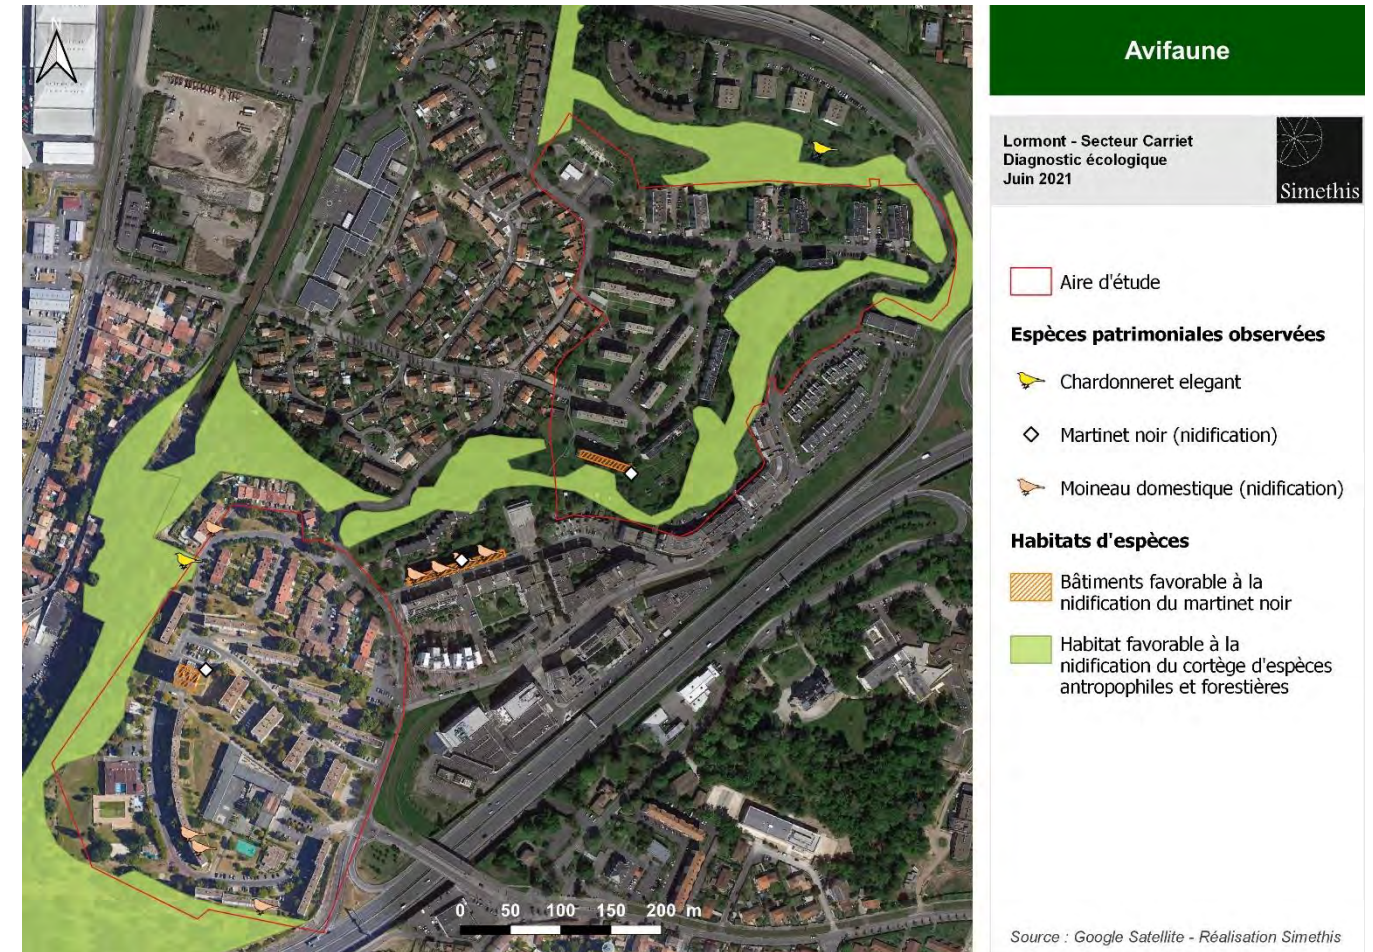 N
Avifaune
Lormont - Secteur Carriet
Diagnostic écologique
Juin 2021
Simethis
Aire d'étude
Espèces patrimoniales observées
Chardonneret elegant
Martinet noir (nidification)
Moineau domestique (nidification)
Habitats d'espèces
Bâtiments favorable à la
nidification du martinet noir
Habitat favorable à la
nidification du cortège d'espèces
antropophiles et forestières
0 50 100 150 200 m
Source : Google Satellite - Réalisation Simethis